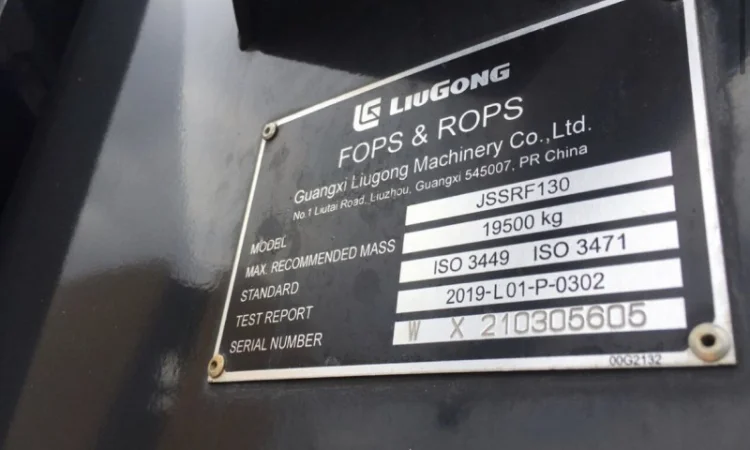 LG LIUGONG
FOPS & ROPS
Guangxi Liugong Machinery Co.,Ltd.
No.1 Liutai Road, Liuzhou, Guangxi 545007, PR China
MODEL JSSRF130
MAX. RECOMMENDED MASS 19500 kg
STANDARD ISO 3449 ISO 3471
TEST REPORT 2019-L01-P-0302
SERIAL NUMBER W X 210305605
00G2132